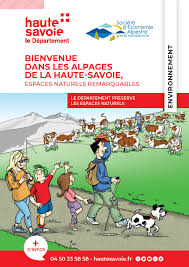 haute
savoie
le Département
Société
d'Économie
Alpestre
BIENVENUE
DANS LES ALPAGES
DE LA HAUTE-SAVOIE,
ESPACES NATURELS REMARQUABLES
LE DÉPARTEMENT PRÉSERVE
LES ESPACES NATURELS
ENVIRONNEMENT
+
D'INFOS
04 50 33 58 58 - hautesavoie.fr